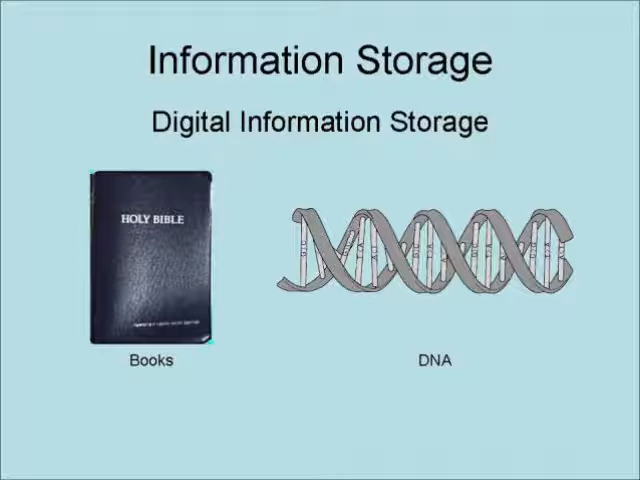 Information Storage
Digital Information Storage
HOLY BIBLE
Books
DNA